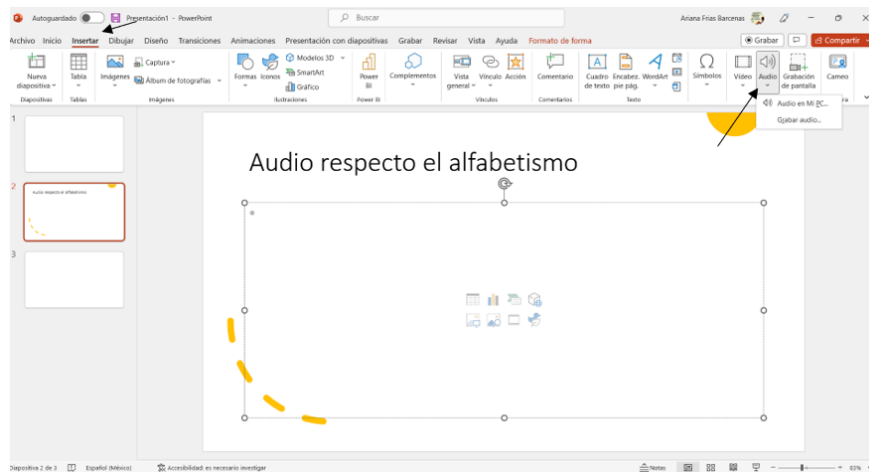 Autoguardado
Presentación1 - PowerPoint
Buscar
Ariana Frias Barcenas
Archivo Inicio Insertar Dibujar Diseño Transiciones Animaciones Presentación con diapositivas Grabar Revisar Vista Ayuda Formato de forma
Grabar
Compartir
Nueva diapositiva
Tabla
Imágenes
Captura
Álbum de fotografías
Formas
Iconos
Modelos 3D
SmartArt
Gráfico
Power BI
Complementos
Vista general
Vínculo
Acción
Comentario
Cuadro de texto
Encabez. pie pág.
WordArt
Símbolos
Vídeo
Audio
Grabación de pantalla
Cameo
Diapositivas
Tablas
Imágenes
Ilustraciones
Power BI
Vínculos
Comentarios
Texto
Audio en Mi PC...
Grabar audio...
1
2
Audio respecto el alfabetismo
3
Audio respecto el alfabetismo
Diapositiva 2 de 3
Español (México)
Accesibilidad: es necesario investigar
Notas
83%